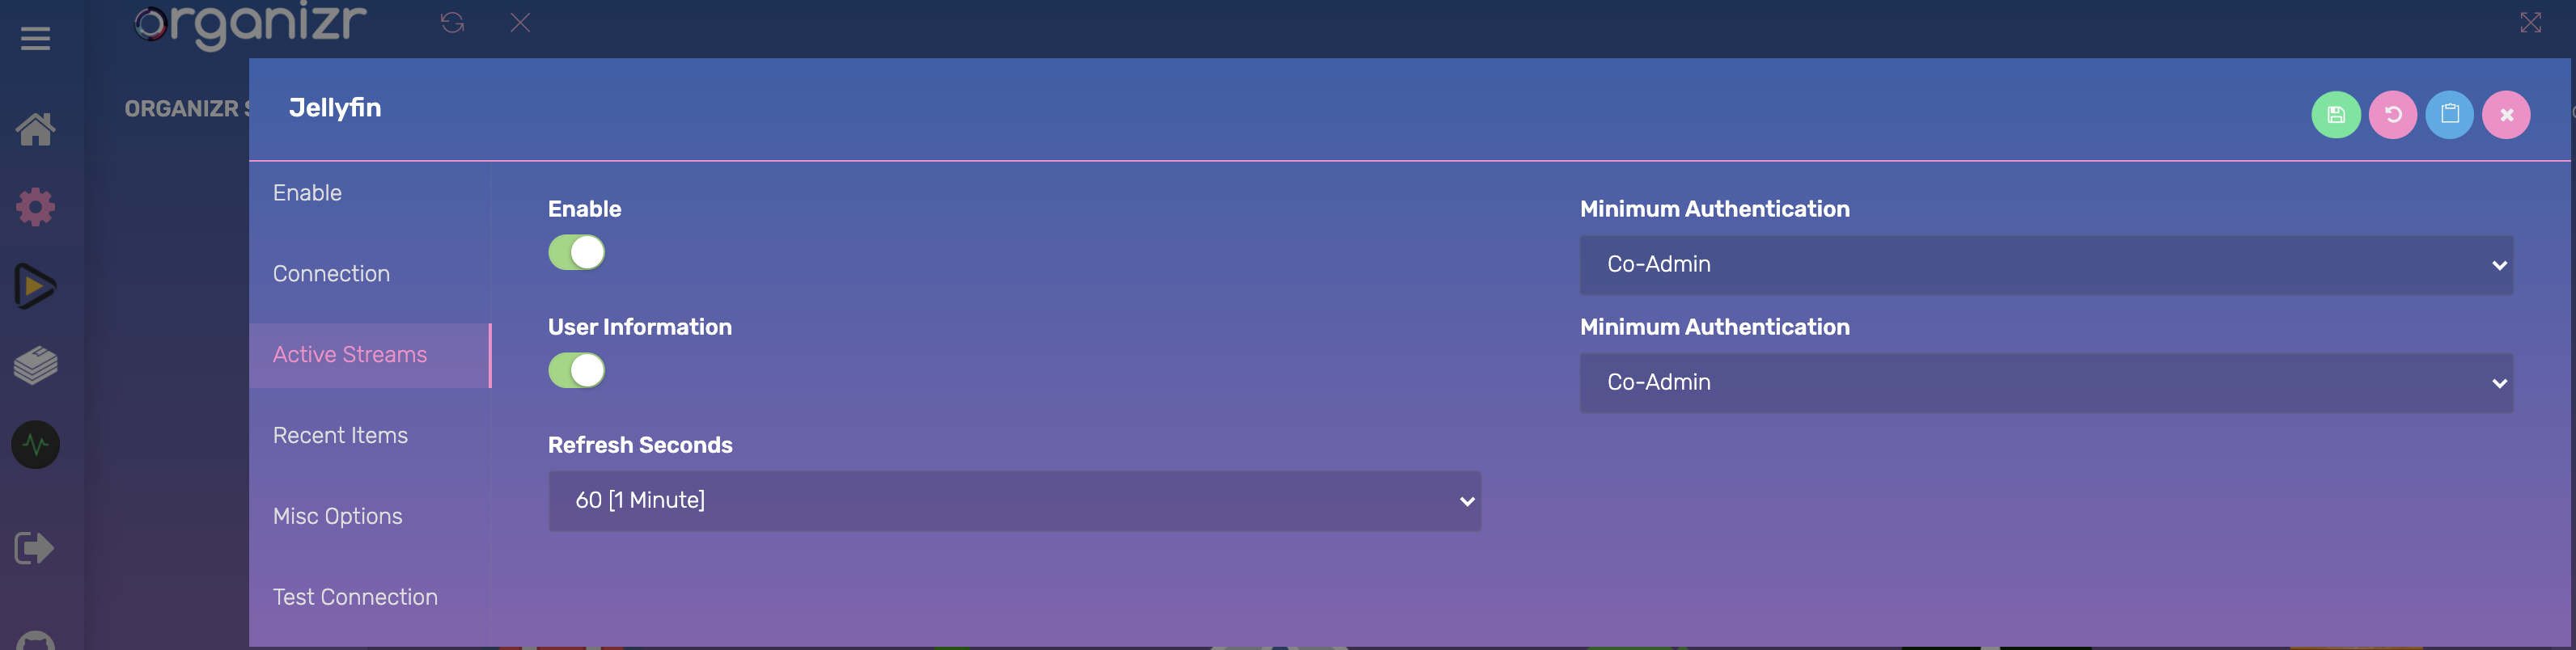 organizr
ORGANIZR S
Jellyfin
Enable
Connection
Active Streams
Recent Items
Misc Options
Test Connection
Enable
Minimum Authentication
Co-Admin
User Information
Minimum Authentication
Co-Admin
Refresh Seconds
60 [1 Minute]